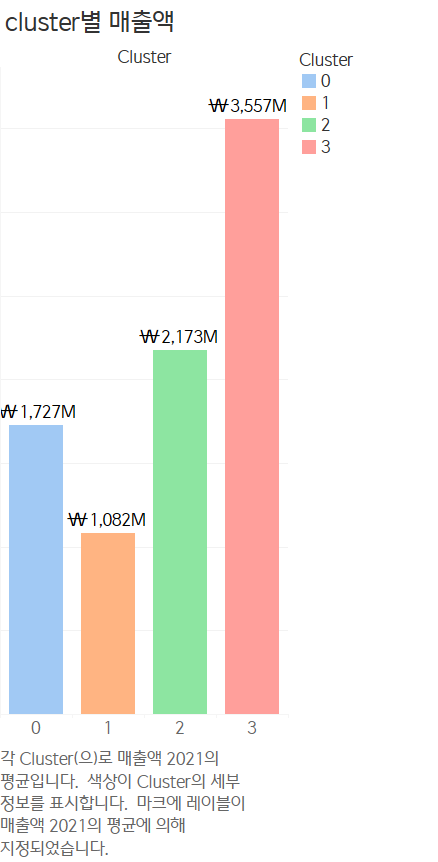 cluster별 매출액
Cluster
Cluster
0
1
2
3
₩3,557M
₩2,173M
₩1,727M
₩1,082M
0 1 2 3
각 Cluster(으)로 매출액 2021의
평균입니다. 색상이 Cluster의 세부
정보를 표시합니다. 마크에 레이블이
매출액 2021의 평균에 의해
지정되었습니다.